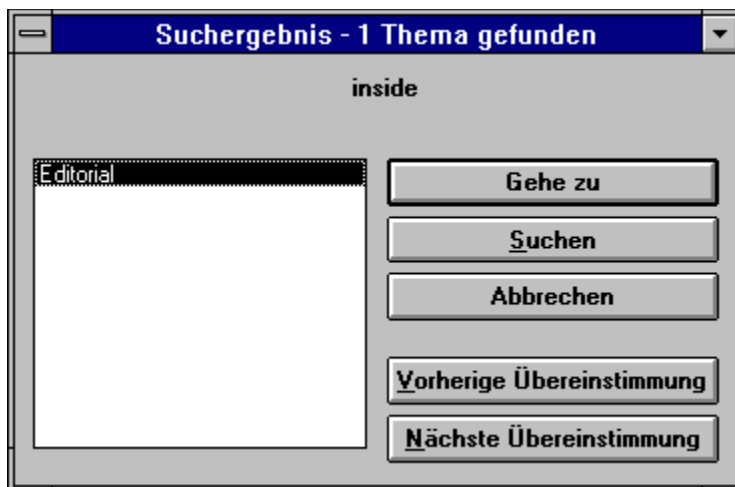 Suchergebnis - 1 Thema gefunden
inside
Editorial
Gehe zu
Suchen
Abbrechen
Vorherige Übereinstimmung
Nächste Übereinstimmung